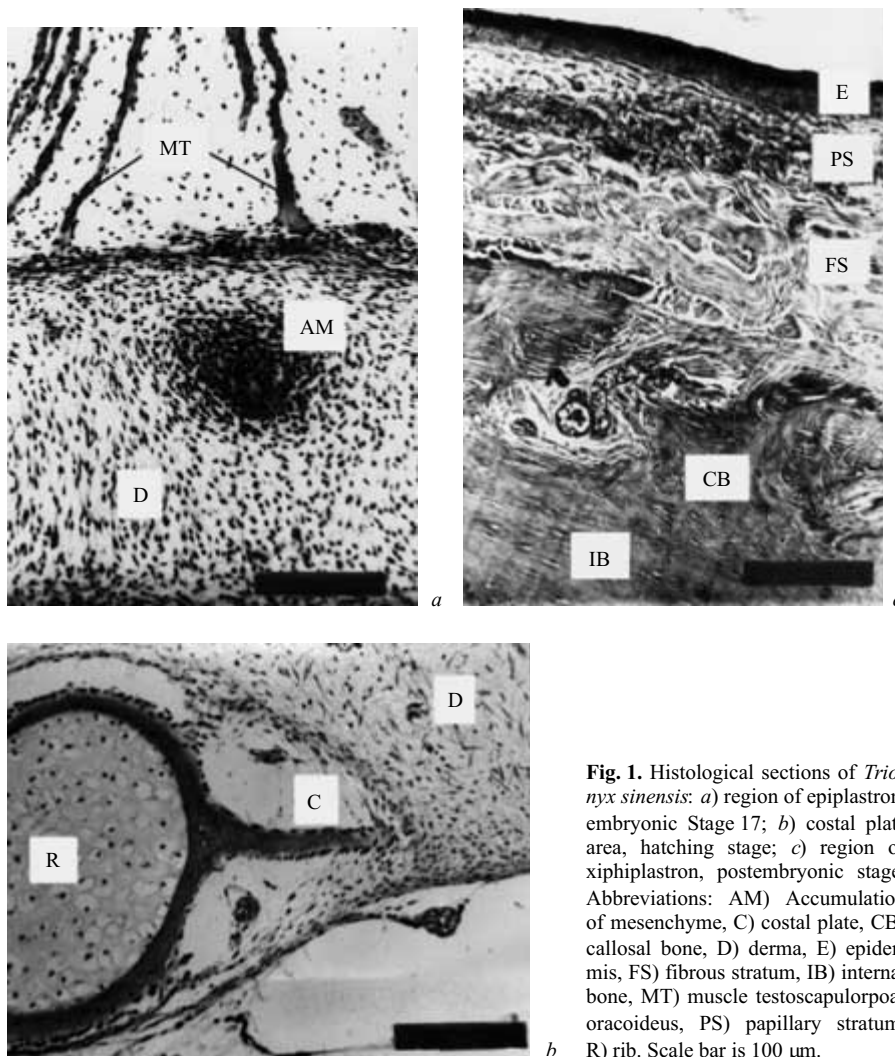 MT
AM
D
a
E
PS
FS
CB
IB
D
C
R
b
Fig. 1. Histological sections of Trio
nyx sinensis: a) region of epiplastron
embryonic Stage 17; b) costal plat
area, hatching stage; c) region o
xiphiplastron, postembryonic stage
Abbreviations: AM) Accumulatio
of mesenchyme, C) costal plate, CB
callosal bone, D) derma, E) epider
mis, FS) fibrous stratum, IB) interna
bone, MT) muscle testoscapulorpoa
oracoideus, PS) papillary stratum
R) rib. Scale bar is 100 µm.